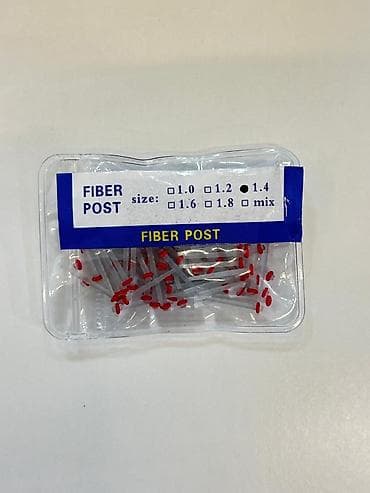 FIBER POST size: □1.0 □1.2 ●1.4
□1.6 □1.8 □ mix
FIBER POST